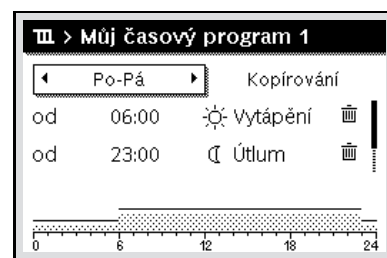 > Můj časový program 1
Po-Pá Kopírování
od 06:00 Vytápění
od 23:00 Útlum
0 6 12 18 24